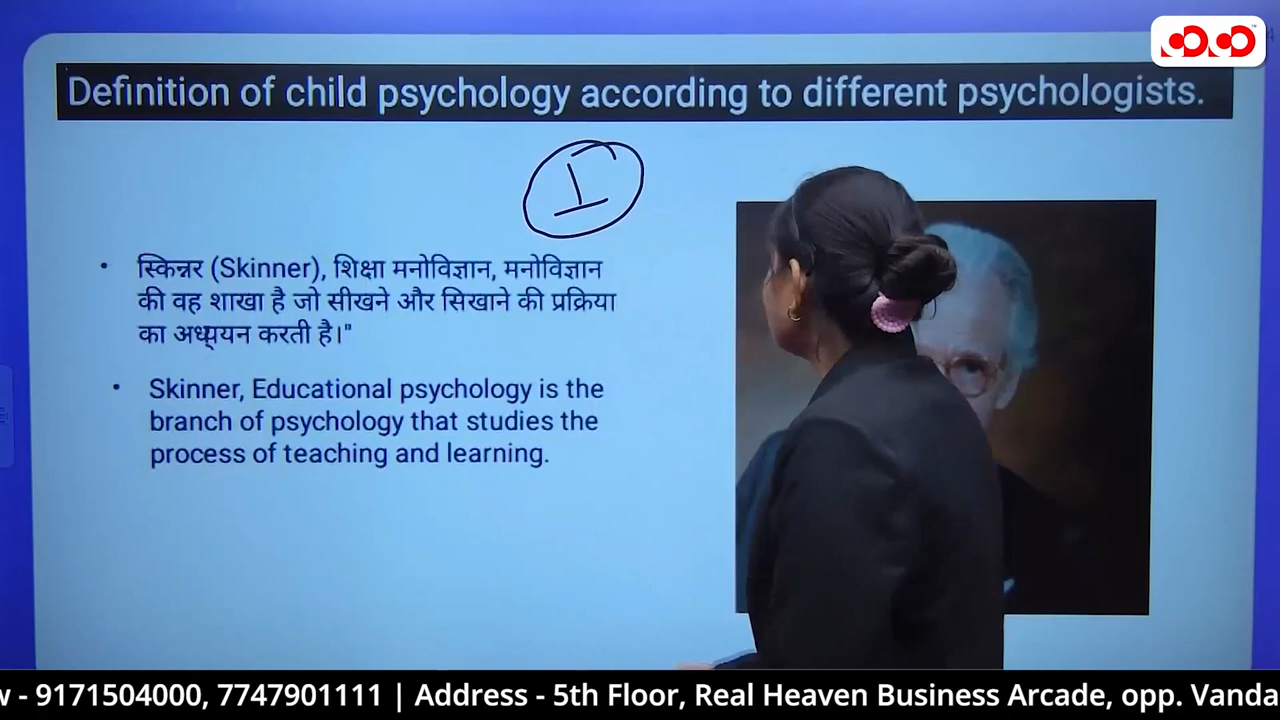 Definition of child psychology according to different psychologists.
I
• स्किन्नर (Skinner), शिक्षा मनोविज्ञान, मनोविज्ञान
की वह शाखा है जो सीखने और सिखाने की प्रक्रिया
का अध्ययन करती है।"
• Skinner, Educational psychology is the
branch of psychology that studies the
process of teaching and learning.
- 9171504000, 7747901111 | Address - 5th Floor, Real Heaven Business Arcade, opp.